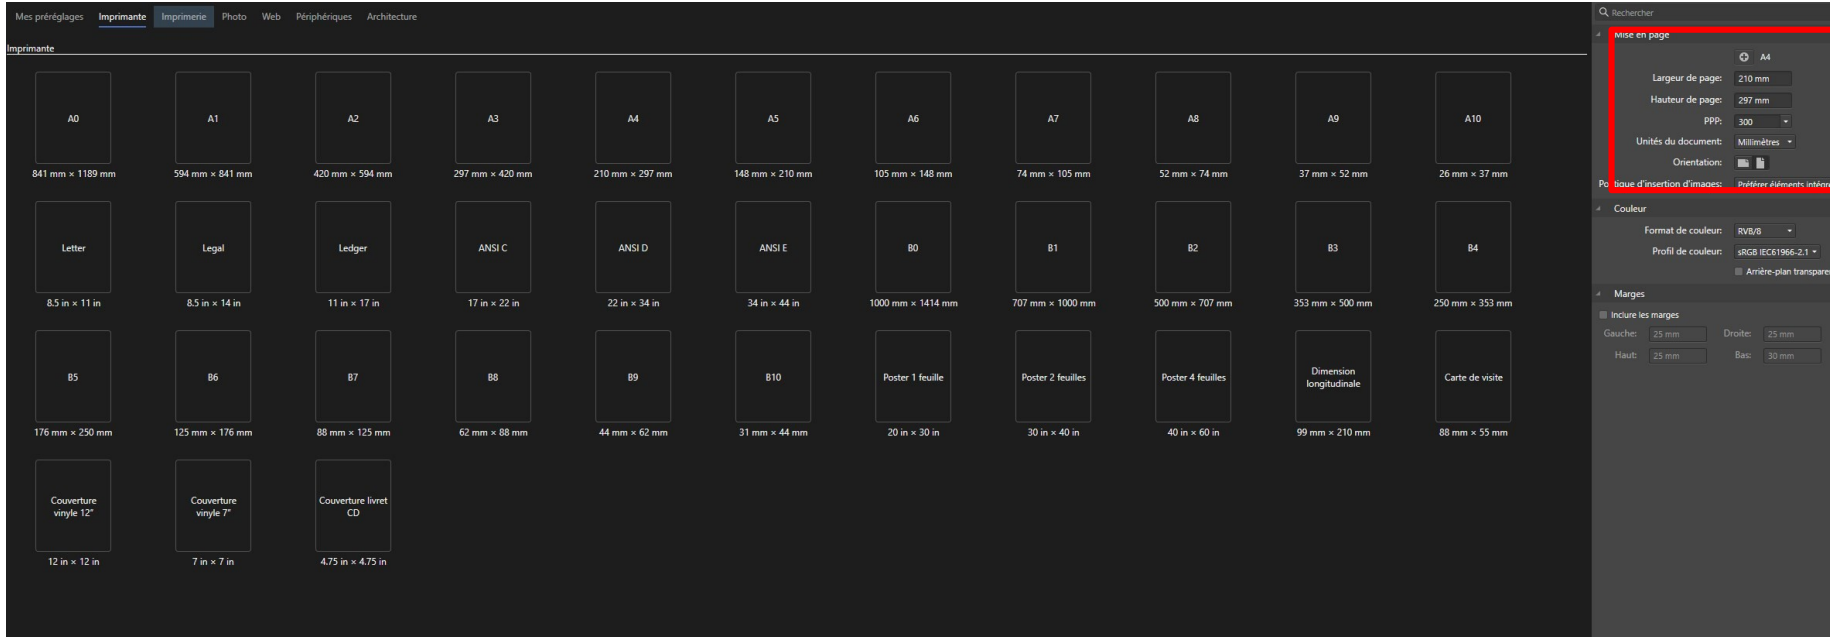 Mes préréglages Imprimante Imprimerie Photo Web Périphériques Architecture
Imprimante
A0 A1 A2 A3 A4 A5 A6 A7 A8 A9 A10
841 mm × 1189 mm 594 mm × 841 mm 420 mm × 594 mm 297 mm × 420 mm 210 mm × 297 mm 148 mm × 210 mm 105 mm × 148 mm 74 mm × 105 mm 52 mm × 74 mm 37 mm × 52 mm 26 mm × 37 mm
Letter Legal Ledger ANSI C ANSI D ANSI E B0 B1 B2 B3 B4
8.5 in × 11 in 8.5 in × 14 in 11 in × 17 in 17 in × 22 in 22 in × 34 in 34 in × 44 in 1000 mm × 1414 mm 707 mm × 1000 mm 500 mm × 707 mm 353 mm × 500 mm 250 mm × 353 mm
B5 B6 B7 B8 B9 B10 Poster 1 feuille Poster 2 feuilles Poster 4 feuilles Dimension longitudinale Carte de visite
176 mm × 250 mm 125 mm × 176 mm 88 mm × 125 mm 62 mm × 88 mm 44 mm × 62 mm 31 mm × 44 mm 20 in × 30 in 30 in × 40 in 40 in × 60 in 99 mm × 210 mm 88 mm × 55 mm
Couverture vinyle 12" Couverture vinyle 7" Couverture livret CD
12 in × 12 in 7 in × 7 in 4.75 in × 4.75 in
Rechercher
Mise en page
A4
Largeur de page: 210 mm
Hauteur de page: 297 mm
PPP: 300
Unités du document: Millimètres
Orientation:
Politique d'insertion d'images: Préférer éléments intégré
Couleur
Format de couleur: RVB/8
Profil de couleur: sRGB IEC61966-2.1
Arrière-plan transparen
Marges
Inclure les marges
Gauche: 25 mm Droite: 25 mm
Haut: 25 mm Bas: 30 mm